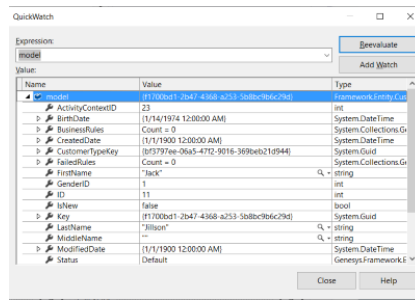 QuickWatch
Expression:
Reevaluate
model
Add Watch
Value:
Name Value Type
model {f1700bd1-2b47-4368-a253-5b8bc9b6c29d} Framework.Entity.Cus
ActivityContextID 23 int
BirthDate {1/14/1974 12:00:00 AM} System.DateTime
BusinessRules Count = 0 System.Collections.Ge
CreatedDate {1/1/1900 12:00:00 AM} System.DateTime
CustomerTypeKey {bf3797ee-06a5-47f2-9016-369beb21d944} System.Guid
FailedRules Count = 0 System.Collections.Ge
FirstName "Jack" string
GenderID 1 int
ID 11 int
IsNew false bool
Key {f1700bd1-2b47-4368-a253-5b8bc9b6c29d} System.Guid
LastName "Jillson" string
MiddleName "" string
ModifiedDate {1/1/1900 12:00:00 AM} System.DateTime
Status Default Genesys.Framework.E
Close Help